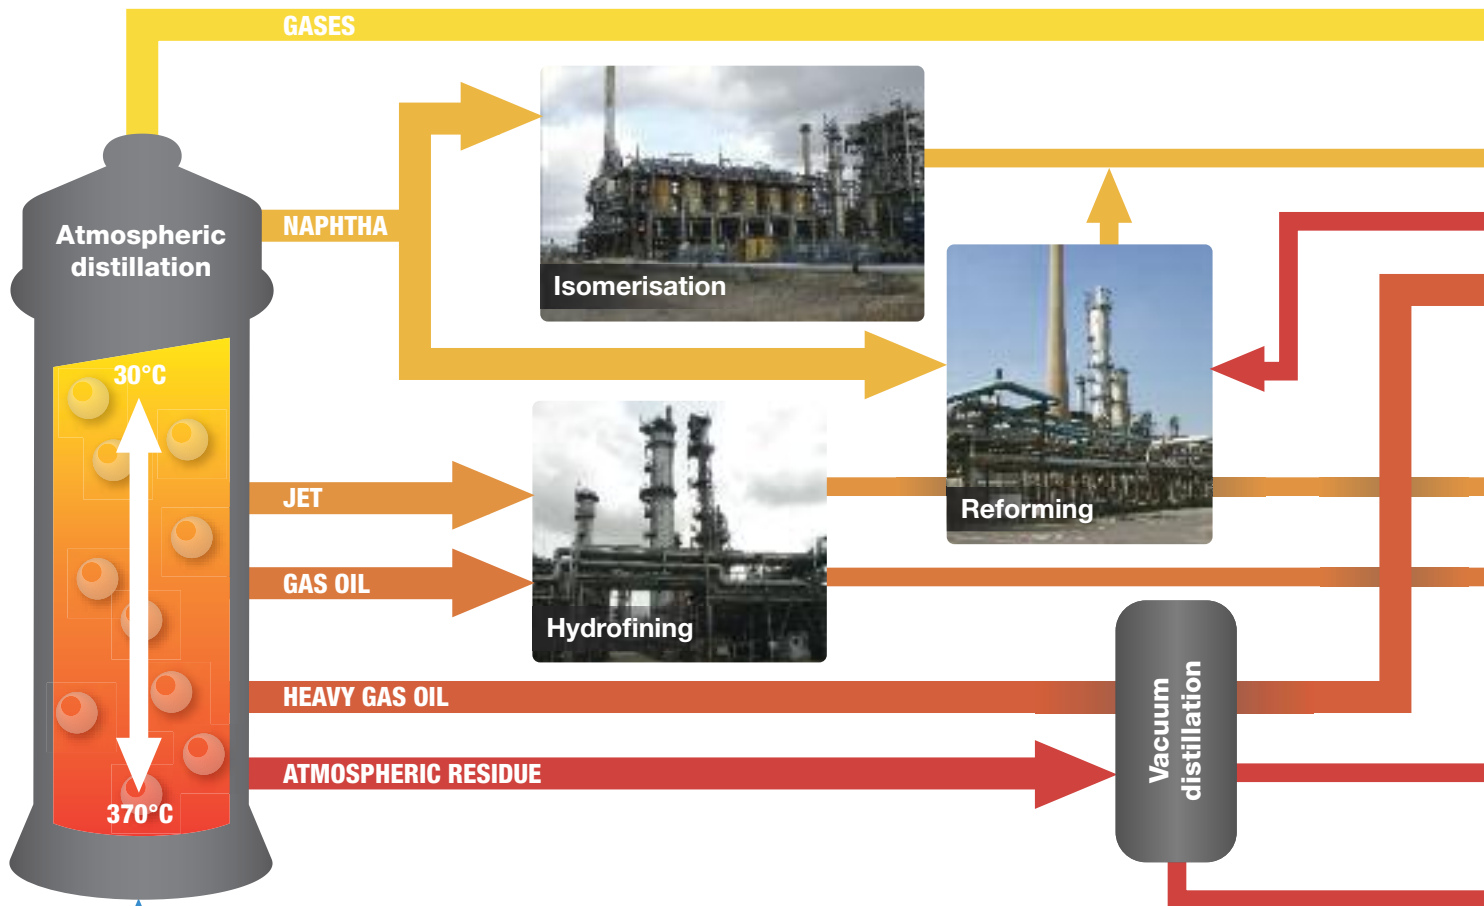 GASES
Atmospheric
distillation
NAPHTHA
Isomerisation
30°C
JET
Reforming
GAS OIL
Hydrofining
HEAVY GAS OIL
Vacuum
distillation
ATMOSPHERIC RESIDUE
370°C